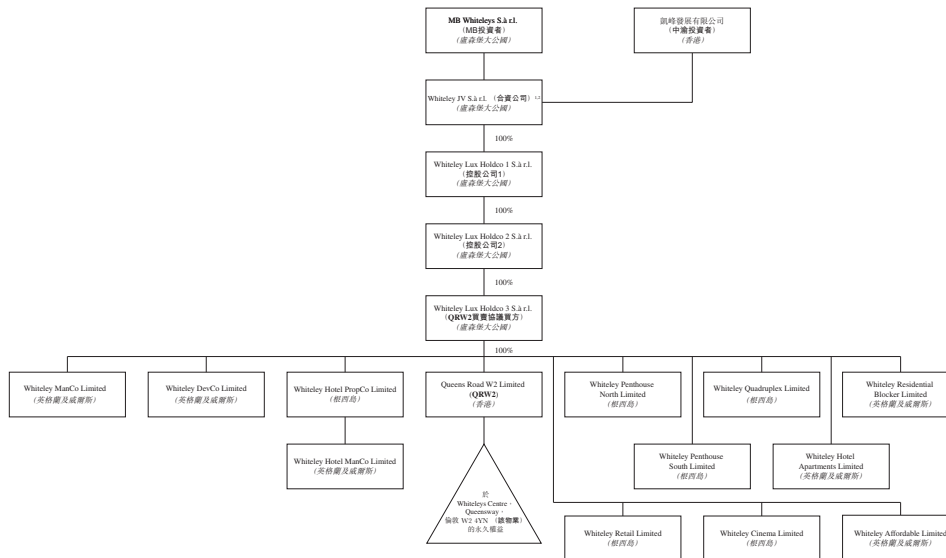 MB Whiteleys S.à r.l.
(MB投資者)
(盧森堡大公國)
凱峰發展有限公司
(中渝投資者)
(香港)
Whiteley JV S.à r.l. (合資公司) 1,2
(盧森堡大公國)
100%
Whiteley Lux Holdco 1 S.à r.l.
(控股公司1)
(盧森堡大公國)
100%
Whiteley Lux Holdco 2 S.à r.l.
(控股公司2)
(盧森堡大公國)
100%
Whiteley Lux Holdco 3 S.à r.l.
(QRW2買賣協議買方)
(盧森堡大公國)
100%
Whiteley ManCo Limited
(英格蘭及威爾斯)
Whiteley DevCo Limited
(英格蘭及威爾斯)
Whiteley Hotel PropCo Limited
(根西島)
Queens Road W2 Limited
(QRW2)
(香港)
Whiteley Penthouse
North Limited
(根西島)
Whiteley Quadruplex Limited
(根西島)
Whiteley Residential
Blocker Limited
(英格蘭及威爾斯)
Whiteley Hotel ManCo Limited
(英格蘭及威爾斯)
Whiteley Penthouse
South Limited
(根西島)
Whiteley Hotel
Apartments Limited
(英格蘭及威爾斯)
於
Whiteleys Centre、
Queensway、
倫敦 W2 4YN (該物業)
的永久權益
Whiteley Retail Limited
(根西島)
Whiteley Cinema Limited
(根西島)
Whiteley Affordable Limited
(英格蘭及威爾斯)